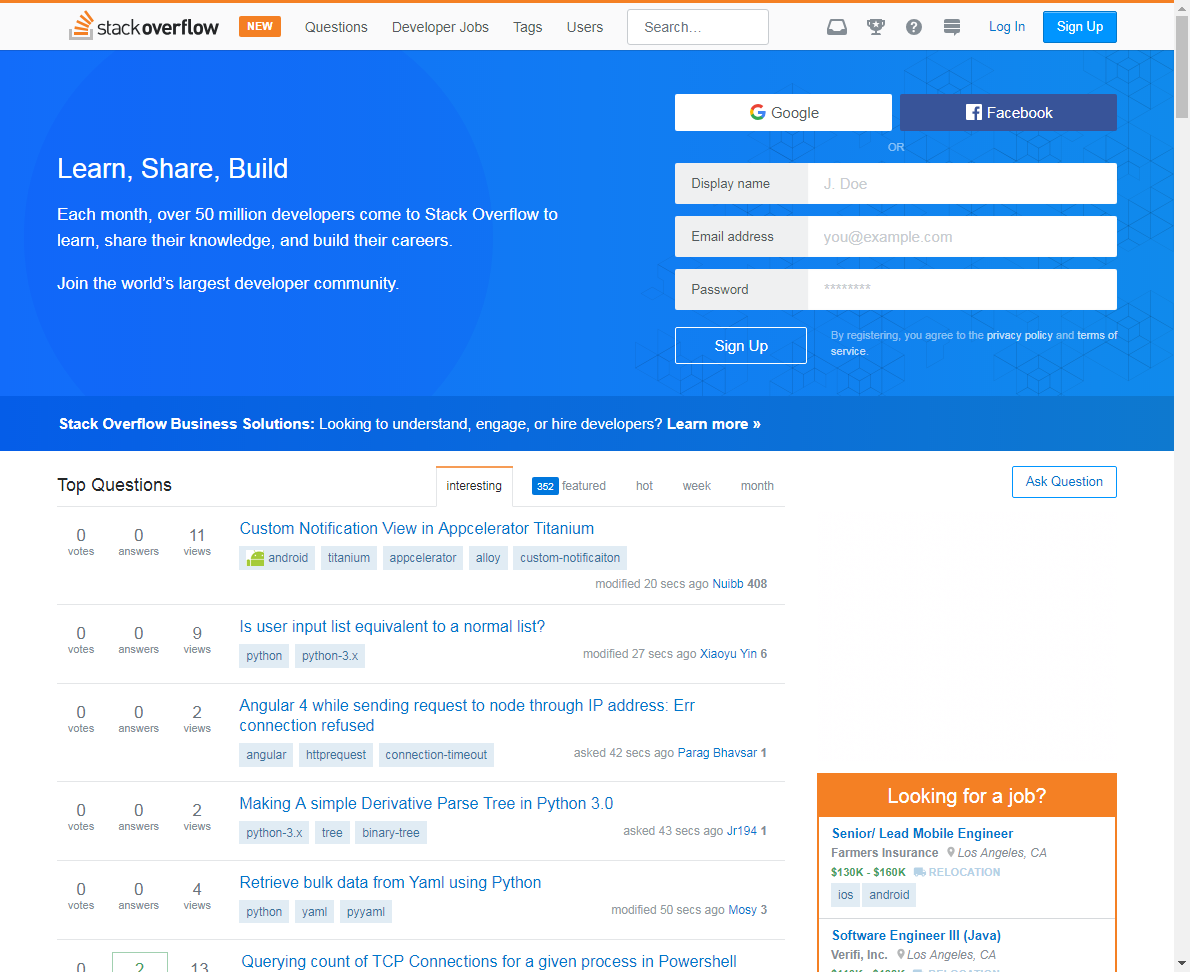 stackoverflow NEW Questions Developer Jobs Tags Users Search… Log In Sign Up
Google Facebook
OR
Learn, Share, Build
Each month, over 50 million developers come to Stack Overflow to
learn, share their knowledge, and build their careers.
Join the world’s largest developer community.
Display name J. Doe
Email address you@example.com
Password ********
Sign Up
By registering, you agree to the privacy policy and terms of
service.
Stack Overflow Business Solutions: Looking to understand, engage, or hire developers? Learn more »
Top Questions interesting 352 featured hot week month
Ask Question
0 votes 0 answers 11 views
Custom Notification View in Appcelerator Titanium
android titanium appcelerator alloy custom-notificaiton
modified 20 secs ago Nuibb 408
0 votes 0 answers 9 views
Is user input list equivalent to a normal list?
python python-3.x
modified 27 secs ago Xiaoyu Yin 6
0 votes 0 answers 2 views
Angular 4 while sending request to node through IP address: Err
connection refused
angular httprequest connection-timeout
asked 42 secs ago Parag Bhavsar 1
0 votes 0 answers 2 views
Making A simple Derivative Parse Tree in Python 3.0
python-3.x tree binary-tree
asked 43 secs ago Jr194 1
0 votes 0 answers 4 views
Retrieve bulk data from Yaml using Python
python yaml pyyaml
modified 50 secs ago Mosy 3
0 2 13
Querying count of TCP Connections for a given process in Powershell
Looking for a job?
Senior/ Lead Mobile Engineer
Farmers Insurance Los Angeles, CA
$130K - $160K RELOCATION
ios android
Software Engineer III (Java)
Verifi, Inc. Los Angeles, CA
RELOCATION